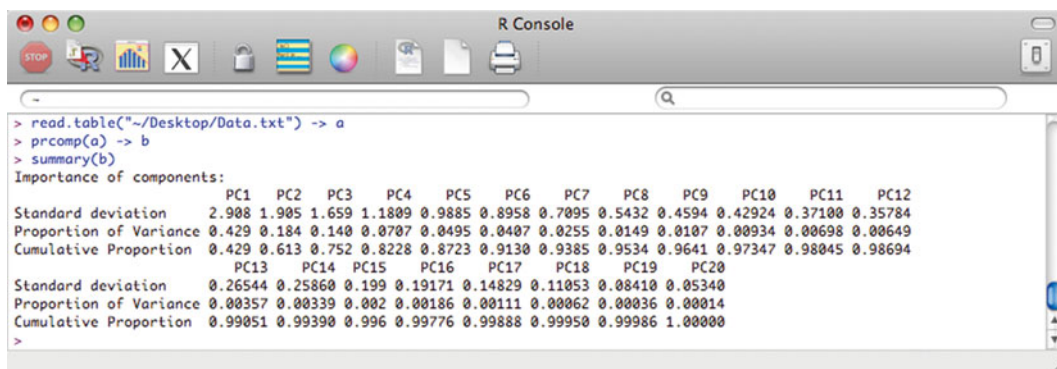 R Console
STOP
X
~
> read.table("~/Desktop/Data.txt") -> a
> prcomp(a) -> b
> summary(b)
Importance of components:
PC1 PC2 PC3 PC4 PC5 PC6 PC7 PC8 PC9 PC10 PC11 PC12
Standard deviation 2.908 1.905 1.659 1.1809 0.9885 0.8958 0.7095 0.5432 0.4594 0.42924 0.37100 0.35784
Proportion of Variance 0.429 0.184 0.140 0.0707 0.0495 0.0407 0.0255 0.0149 0.0107 0.00934 0.00698 0.00649
Cumulative Proportion 0.429 0.613 0.752 0.8228 0.8723 0.9130 0.9385 0.9534 0.9641 0.97347 0.98045 0.98694
PC13 PC14 PC15 PC16 PC17 PC18 PC19 PC20
Standard deviation 0.26544 0.25860 0.199 0.19171 0.14829 0.11053 0.08410 0.05340
Proportion of Variance 0.00357 0.00339 0.002 0.00186 0.00111 0.00062 0.00036 0.00014
Cumulative Proportion 0.99051 0.99390 0.996 0.99776 0.99888 0.99950 0.99986 1.00000
>